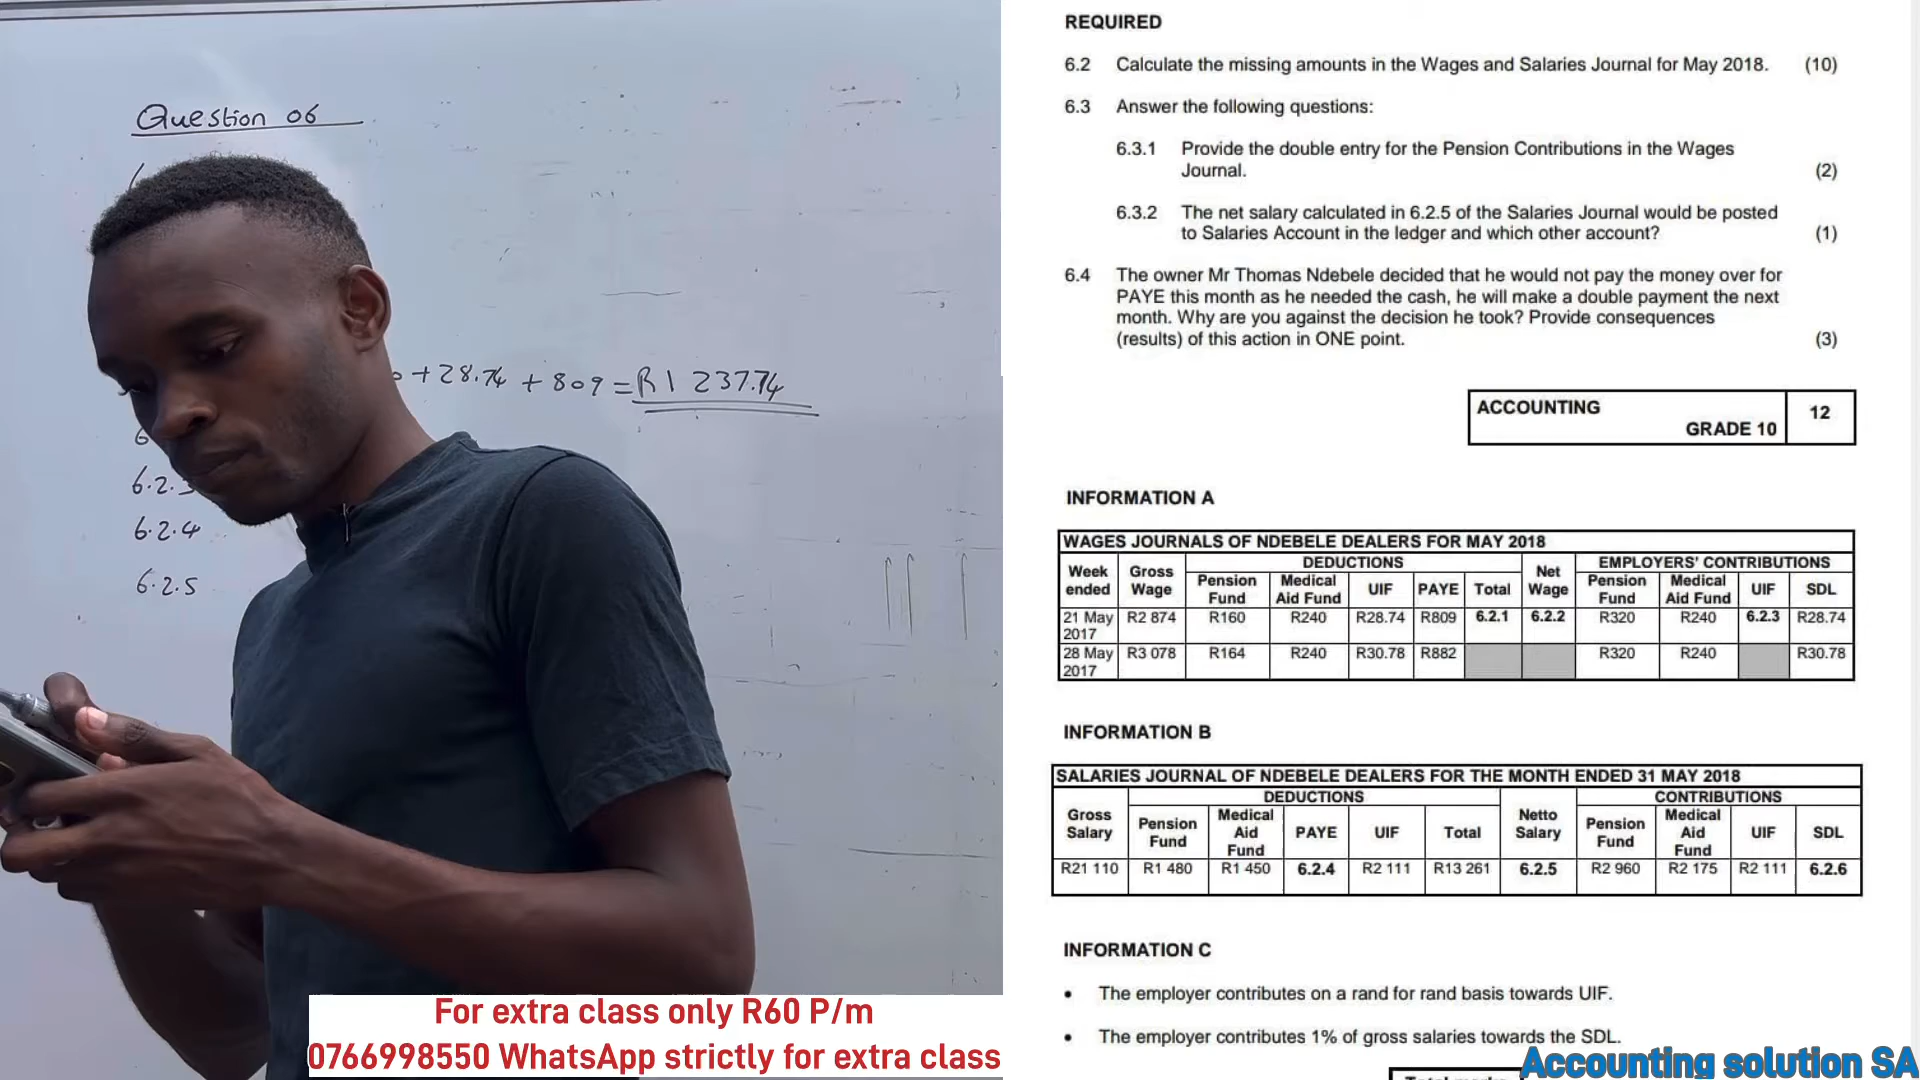 Question 06
+ 28.74 + 809 = R1 237.74
6.2.
6.2.4
6.2.5
For extra class only R60 P/m
0766998550 WhatsApp strictly for extra class
REQUIRED
6.2 Calculate the missing amounts in the Wages and Salaries Journal for May 2018. (10)
6.3 Answer the following questions:
6.3.1 Provide the double entry for the Pension Contributions in the Wages
Journal. (2)
6.3.2 The net salary calculated in 6.2.5 of the Salaries Journal would be posted
to Salaries Account in the ledger and which other account? (1)
6.4 The owner Mr Thomas Ndebele decided that he would not pay the money over for
PAYE this month as he needed the cash, he will make a double payment the next
month. Why are you against the decision he took? Provide consequences
(results) of this action in ONE point. (3)
ACCOUNTING 12
GRADE 10
INFORMATION A
WAGES JOURNALS OF NDEBELE DEALERS FOR MAY 2018
Week ended Gross Wage DEDUCTIONS Net Wage EMPLOYERS' CONTRIBUTIONS
Pension Fund Medical Aid Fund UIF PAYE Total Pension Fund Medical Aid Fund UIF SDL
21 May 2017 R2 874 R160 R240 R28.74 R809 6.2.1 6.2.2 R320 R240 6.2.3 R28.74
28 May 2017 R3 078 R164 R240 R30.78 R882 R320 R240 R30.78
INFORMATION B
SALARIES JOURNAL OF NDEBELE DEALERS FOR THE MONTH ENDED 31 MAY 2018
Gross Salary DEDUCTIONS Netto Salary CONTRIBUTIONS
Pension Fund Medical Aid Fund PAYE UIF Total Pension Fund Medical Aid Fund UIF SDL
R21 110 R1 480 R1 450 6.2.4 R2 111 R13 261 6.2.5 R2 960 R2 175 R2 111 6.2.6
INFORMATION C
• The employer contributes on a rand for rand basis towards UIF.
• The employer contributes 1% of gross salaries towards the SDL.
Accounting solution SA